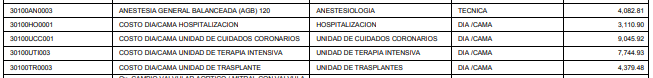 30100AN0003 ANESTESIA GENERAL BALANCEADA (AGB) 120 ANESTESIOLOGIA TECNICA 4,082.81
30100HO0001 COSTO DIA/CAMA HOSPITALIZACION HOSPITALIZACION DIA /CAMA 3,110.90
30100UCC001 COSTO DIA/CAMA UNIDAD DE CUIDADOS CORONARIOS UNIDAD DE CUIDADOS CORONARIOS DIA /CAMA 9,045.92
30100UTI003 COSTO DIA/CAMA UNIDAD DE TERAPIA INTENSIVA UNIDAD DE TERAPIA INTENSIVA DIA /CAMA 7,744.93
30100TR0003 COSTO DIA/CAMA UNIDAD DE TRASPLANTE UNIDAD DE TRASPLANTES DIA /CAMA 4,379.48